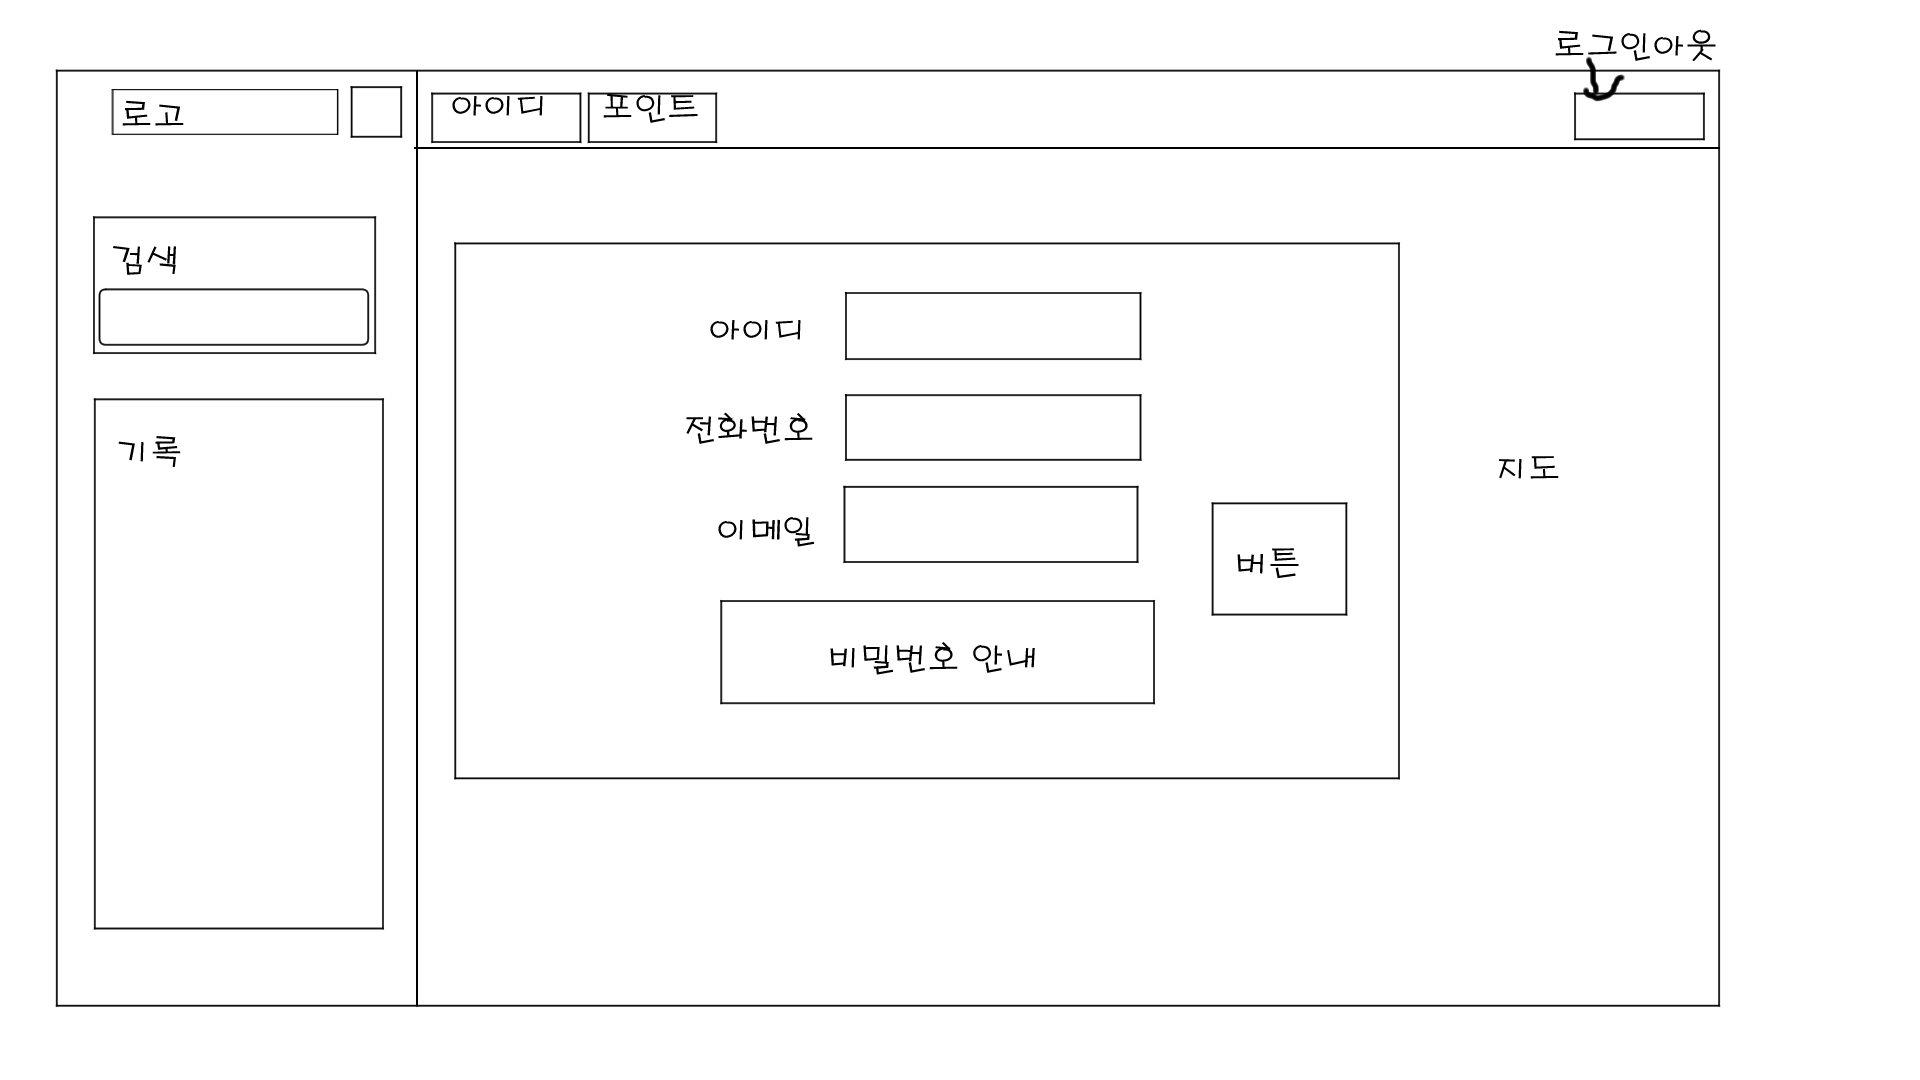 로그인아웃
로고
아이디
포인트
검색
기록
아이디
전화번호
이메일
버튼
비밀번호 안내
지도